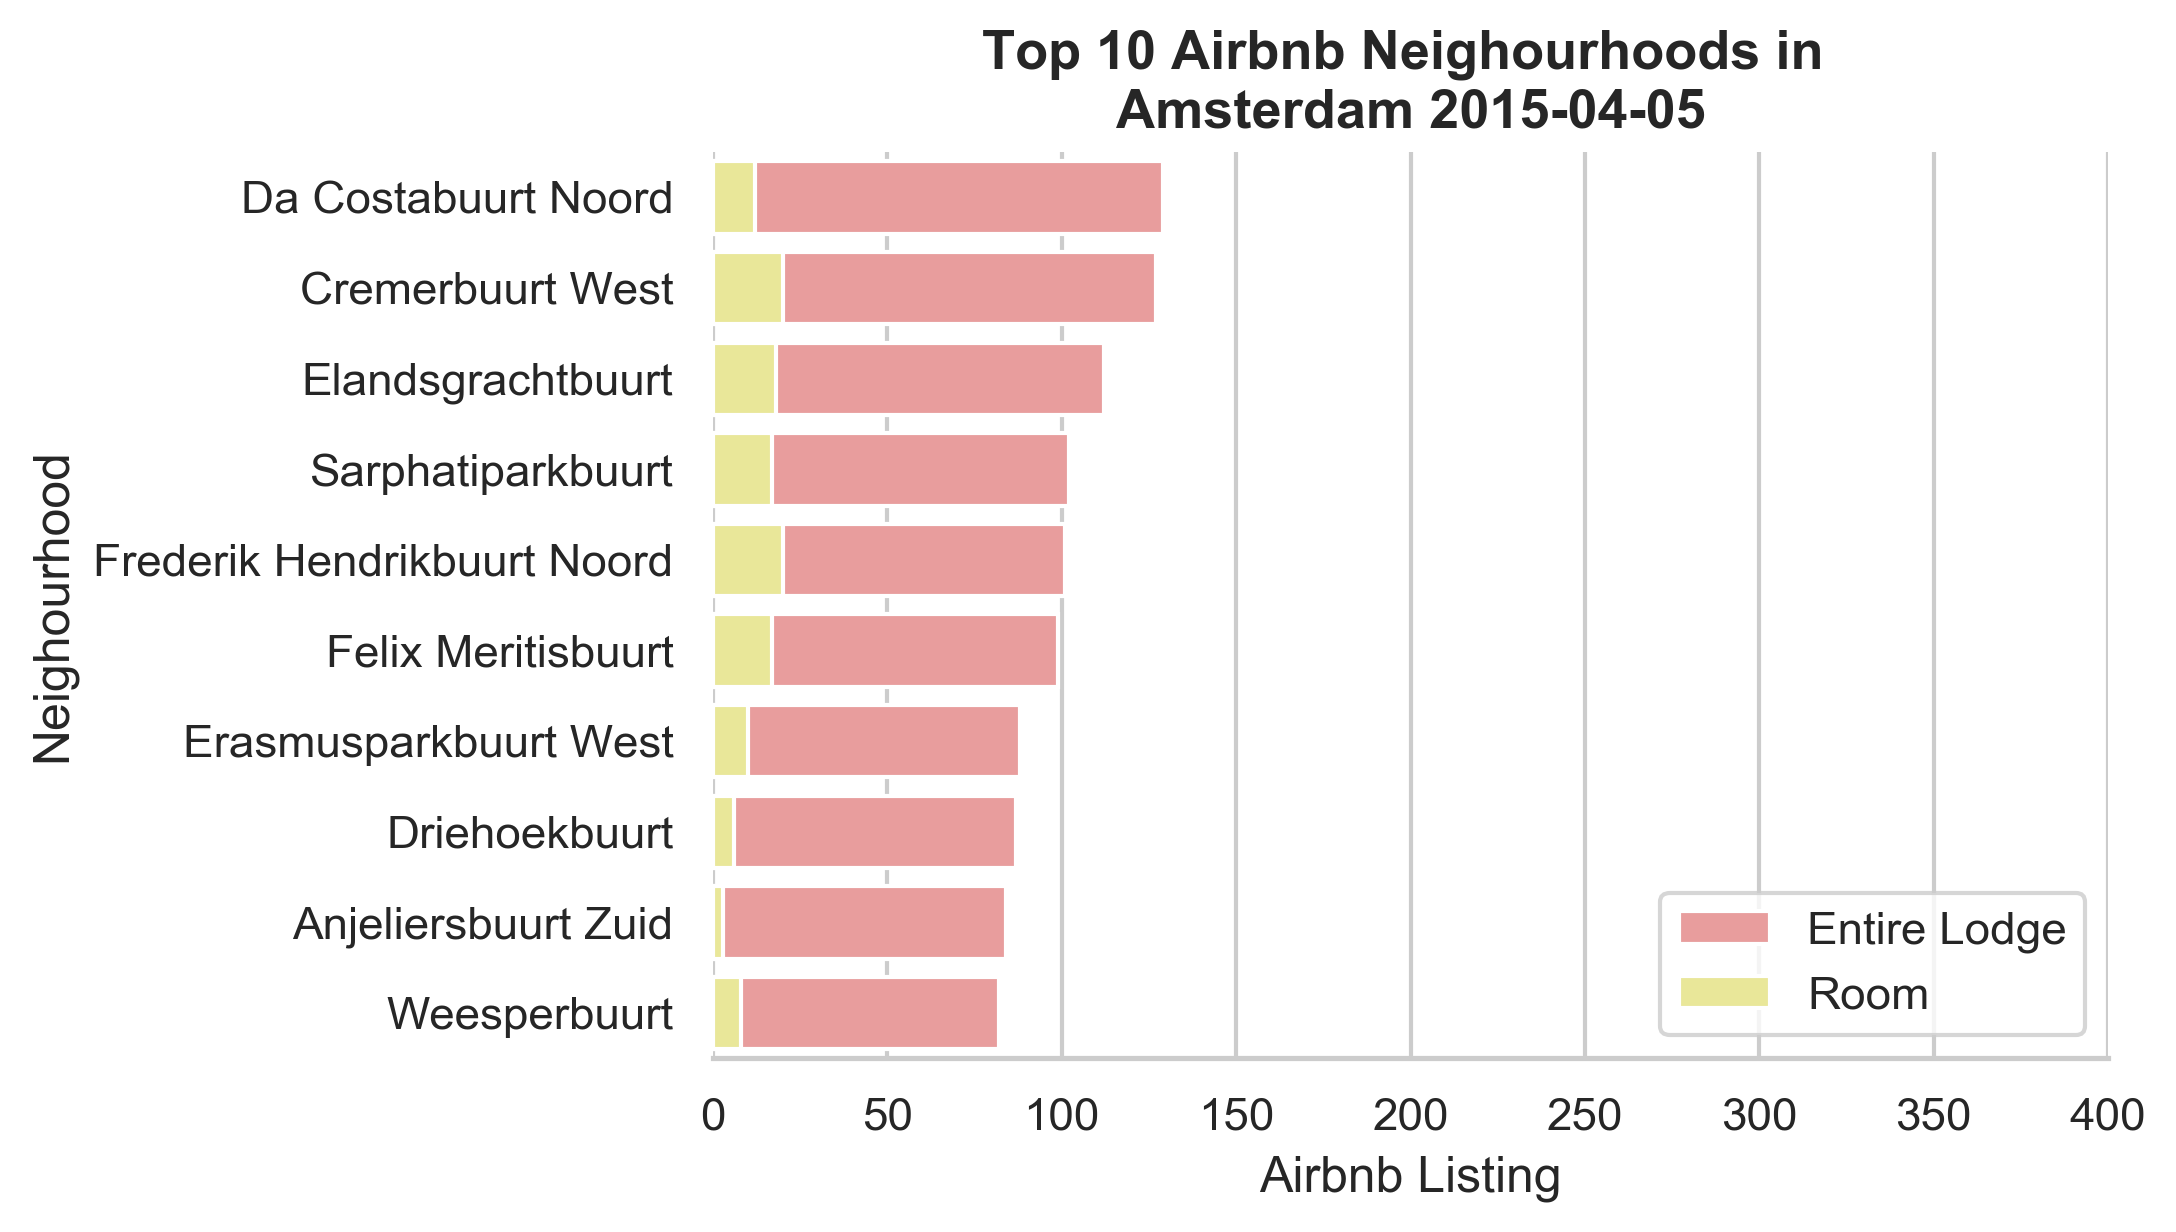 Top 10 Airbnb Neighourhoods in
Amsterdam 2015-04-05
Neighourhood
Da Costabuurt Noord
Cremerbuurt West
Elandsgrachtbuurt
Sarphatiparkbuurt
Frederik Hendrikbuurt Noord
Felix Meritisbuurt
Erasmusparkbuurt West
Driehoekbuurt
Anjeliersbuurt Zuid
Weesperbuurt
Entire Lodge
Room
0 50 100 150 200 250 300 350 400
Airbnb Listing